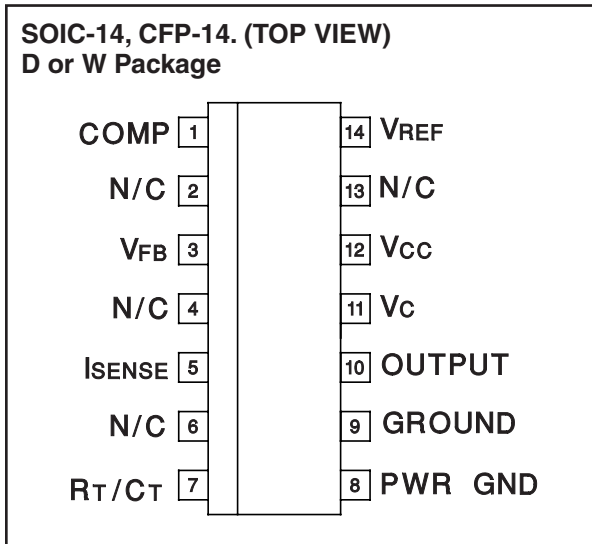 SOIC-14, CFP-14. (TOP VIEW)
D or W Package
COMP 1 14 VREF
N/C 2 13 N/C
VFB 3 12 VCC
N/C 4 11 VC
ISENSE 5 10 OUTPUT
N/C 6 9 GROUND
RT/CT 7 8 PWR GND